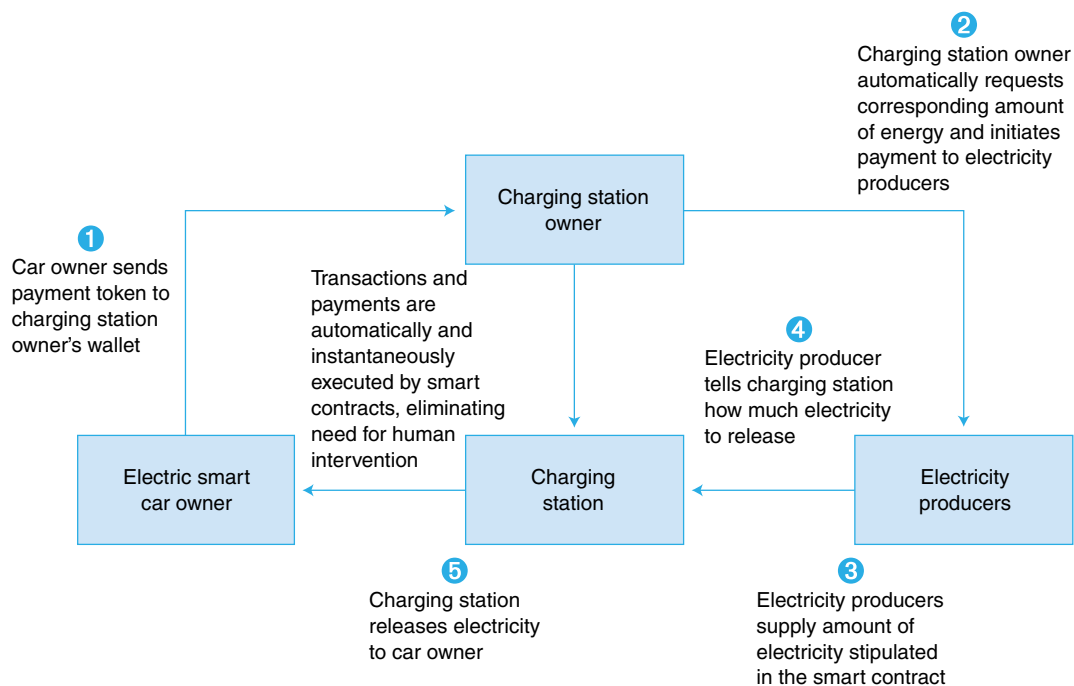 2
Charging station owner
automatically requests
corresponding amount
of energy and initiates
payment to electricity
producers
Charging station
owner
1
Car owner sends
payment token to
charging station
owner’s wallet
Transactions and
payments are
automatically and
instantaneously
executed by smart
contracts, eliminating
need for human
intervention
4
Electricity producer
tells charging station
how much electricity
to release
Electric smart
car owner
Charging
station
Electricity
producers
5
Charging station
releases electricity
to car owner
3
Electricity producers
supply amount of
electricity stipulated
in the smart contract